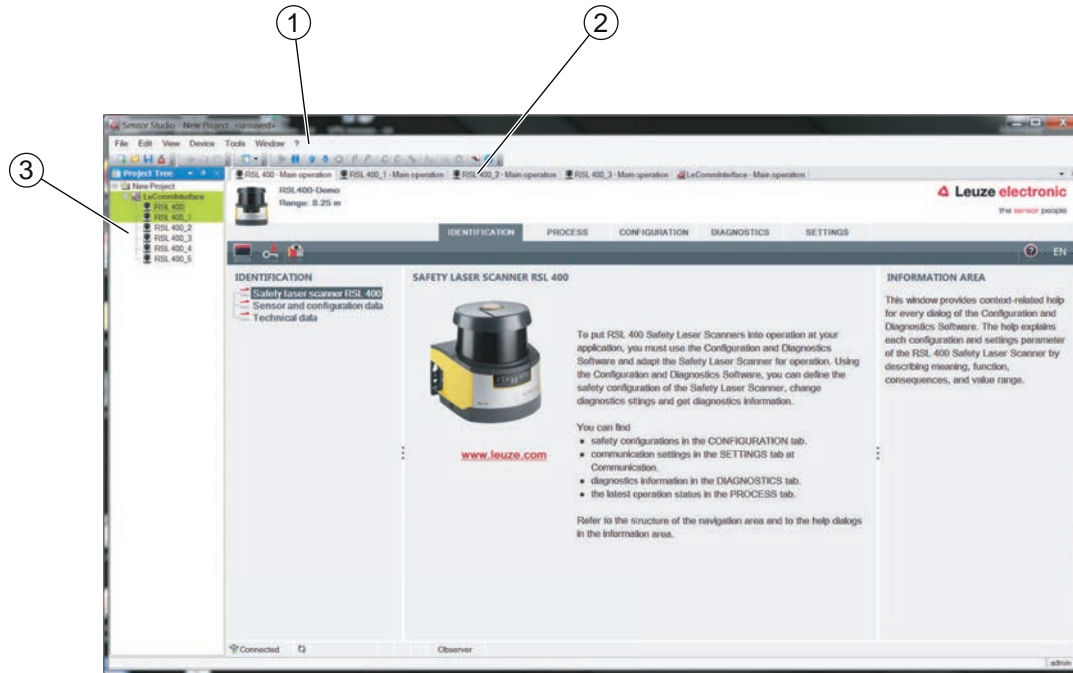 1
2
3
Sensor Studio - New Project <unsaved>
File Edit View Device Tools Window ?
Project Tree
New Project
LeCommInterface
RSL 400
RSL 400_1
RSL 400_2
RSL 400_3
RSL 400_4
RSL 400_5
RSL 400 - Main operation RSL 400_1 - Main operation RSL 400_2 - Main operation RSL 400_3 - Main operation LeCommInterface - Main operation
RSL400-Demo
Range: 8.25 m
Leuze electronic
the sensor people
IDENTIFICATION PROCESS CONFIGURATION DIAGNOSTICS SETTINGS
? EN
IDENTIFICATION
Safety laser scanner RSL 400
Sensor and configuration data
Technical data
SAFETY LASER SCANNER RSL 400
www.leuze.com
To put RSL 400 Safety Laser Scanners into operation at your
application, you must use the Configuration and Diagnostics
Software and adapt the Safety Laser Scanner for operation. Using
the Configuration and Diagnostics Software, you can define the
safety configuration of the Safety Laser Scanner, change
diagnostics sttings and get diagnostics information.
You can find
• safety configurations in the CONFIGURATION tab.
• communication settings in the SETTINGS tab at
Communication.
• diagnostics information in the DIAGNOSTICS tab.
• the latest operation status in the PROCESS tab.
Refer to the structure of the navigation area and to the help dialogs
in the information area.
INFORMATION AREA
This window provides context-related help
for every dialog of the Configuration and
Diagnostics Software. The help explains
each configuration and settings parameter
of the RSL 400 Safety Laser Scanner by
describing meaning, function,
consequences, and value range.
Connected Observer
admin